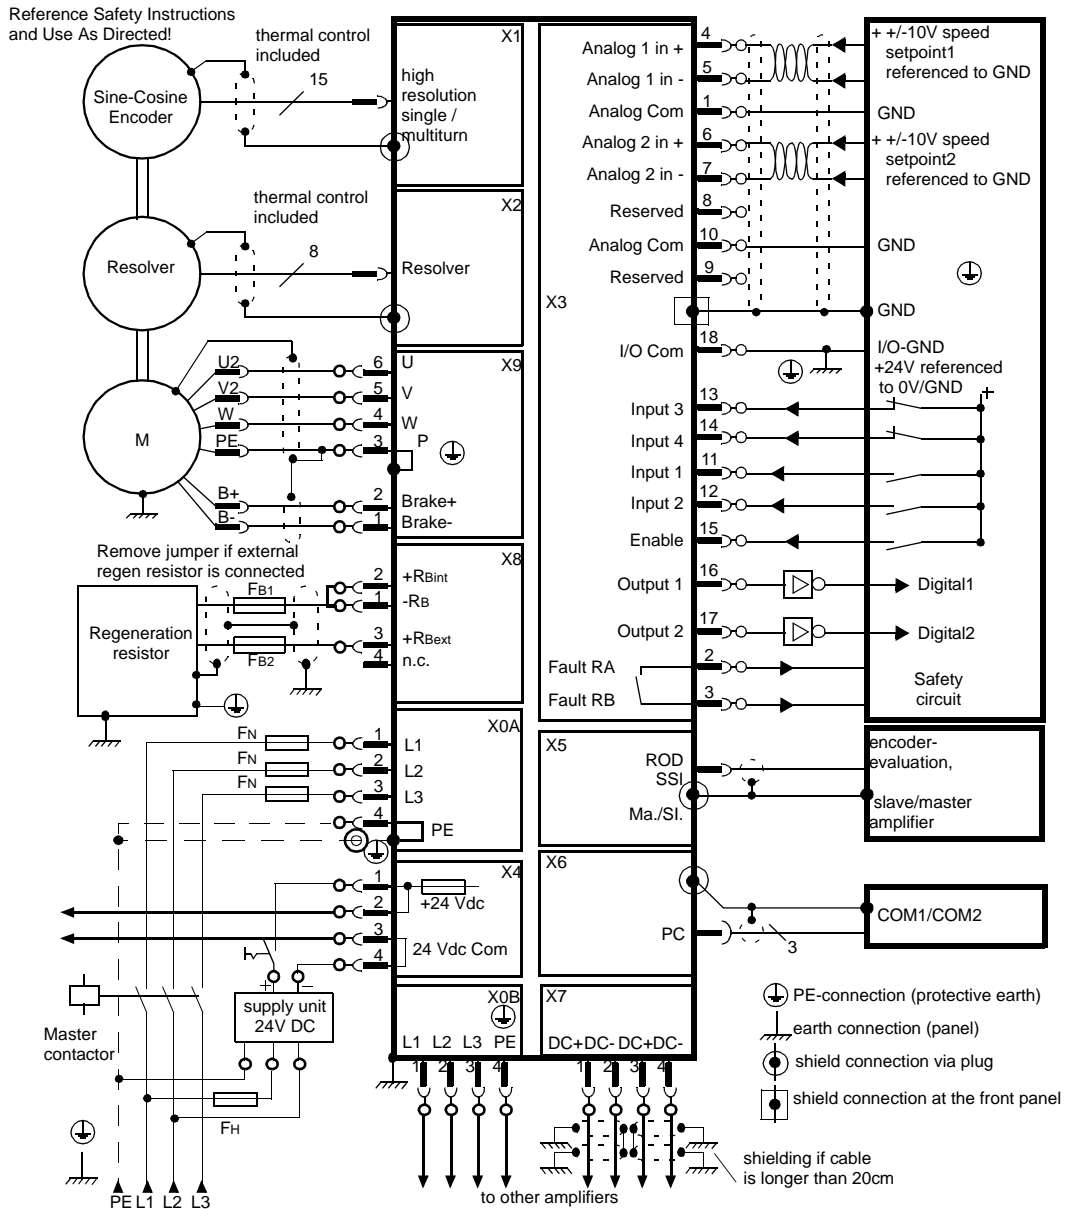 Reference Safety Instructions
and Use As Directed!
thermal control
included
15
Sine-Cosine
Encoder
X1
high
resolution
single /
multiturn
thermal control
included
8
Resolver
X2
Resolver
M
U2
V2
W
PE
B+
B-
6
5
4
3
2
1
X9
U
V
W
P
Brake+
Brake-
Remove jumper if external
regen resistor is connected
FB1
FB2
Regeneration
resistor
2
1
3
4
X8
+RBint
-RB
+RBext
n.c.
FN
FN
FN
1
2
3
4
X0A
L1
L2
L3
PE
1
2
3
4
X4
+24 Vdc
24 Vdc Com
+
–
supply unit
24V DC
Master
contactor
FH
PE L1 L2 L3
X0B
L1 L2 L3 PE
1 2 3 4
X3
Analog 1 in +
4
Analog 1 in -
5
Analog Com
1
Analog 2 in +
6
Analog 2 in -
7
Reserved
8
Analog Com
10
Reserved
9
I/O Com
18
Input 3
13
Input 4
14
Input 1
11
Input 2
12
Enable
15
Output 1
16
Output 2
17
Fault RA
2
Fault RB
3
+ +/-10V speed
setpoint1
referenced to GND
GND
+ +/-10V speed
setpoint2
referenced to GND
GND
GND
I/O-GND
+24V referenced
to 0V/GND
+
Digital1
Digital2
Safety
circuit
X5
ROD
SSI
Ma./SI.
encoder-
evaluation,
slave/master
amplifier
X6
PC
3
COM1/COM2
X7
DC+DC- DC+DC-
1 2 3 4
to other amplifiers
shielding if cable
is longer than 20cm
PE-connection (protective earth)
earth connection (panel)
shield connection via plug
shield connection at the front panel